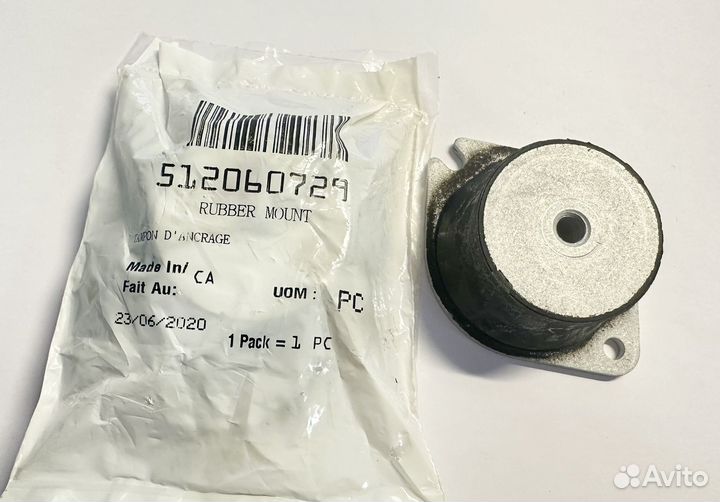 512060729
RUBBER MOUNT
TAMPON D'ANCRAGE
Made In/ CA
Fait Au:
UOM: PC
23/06/2020
1 Pack = 1 PC
Avito